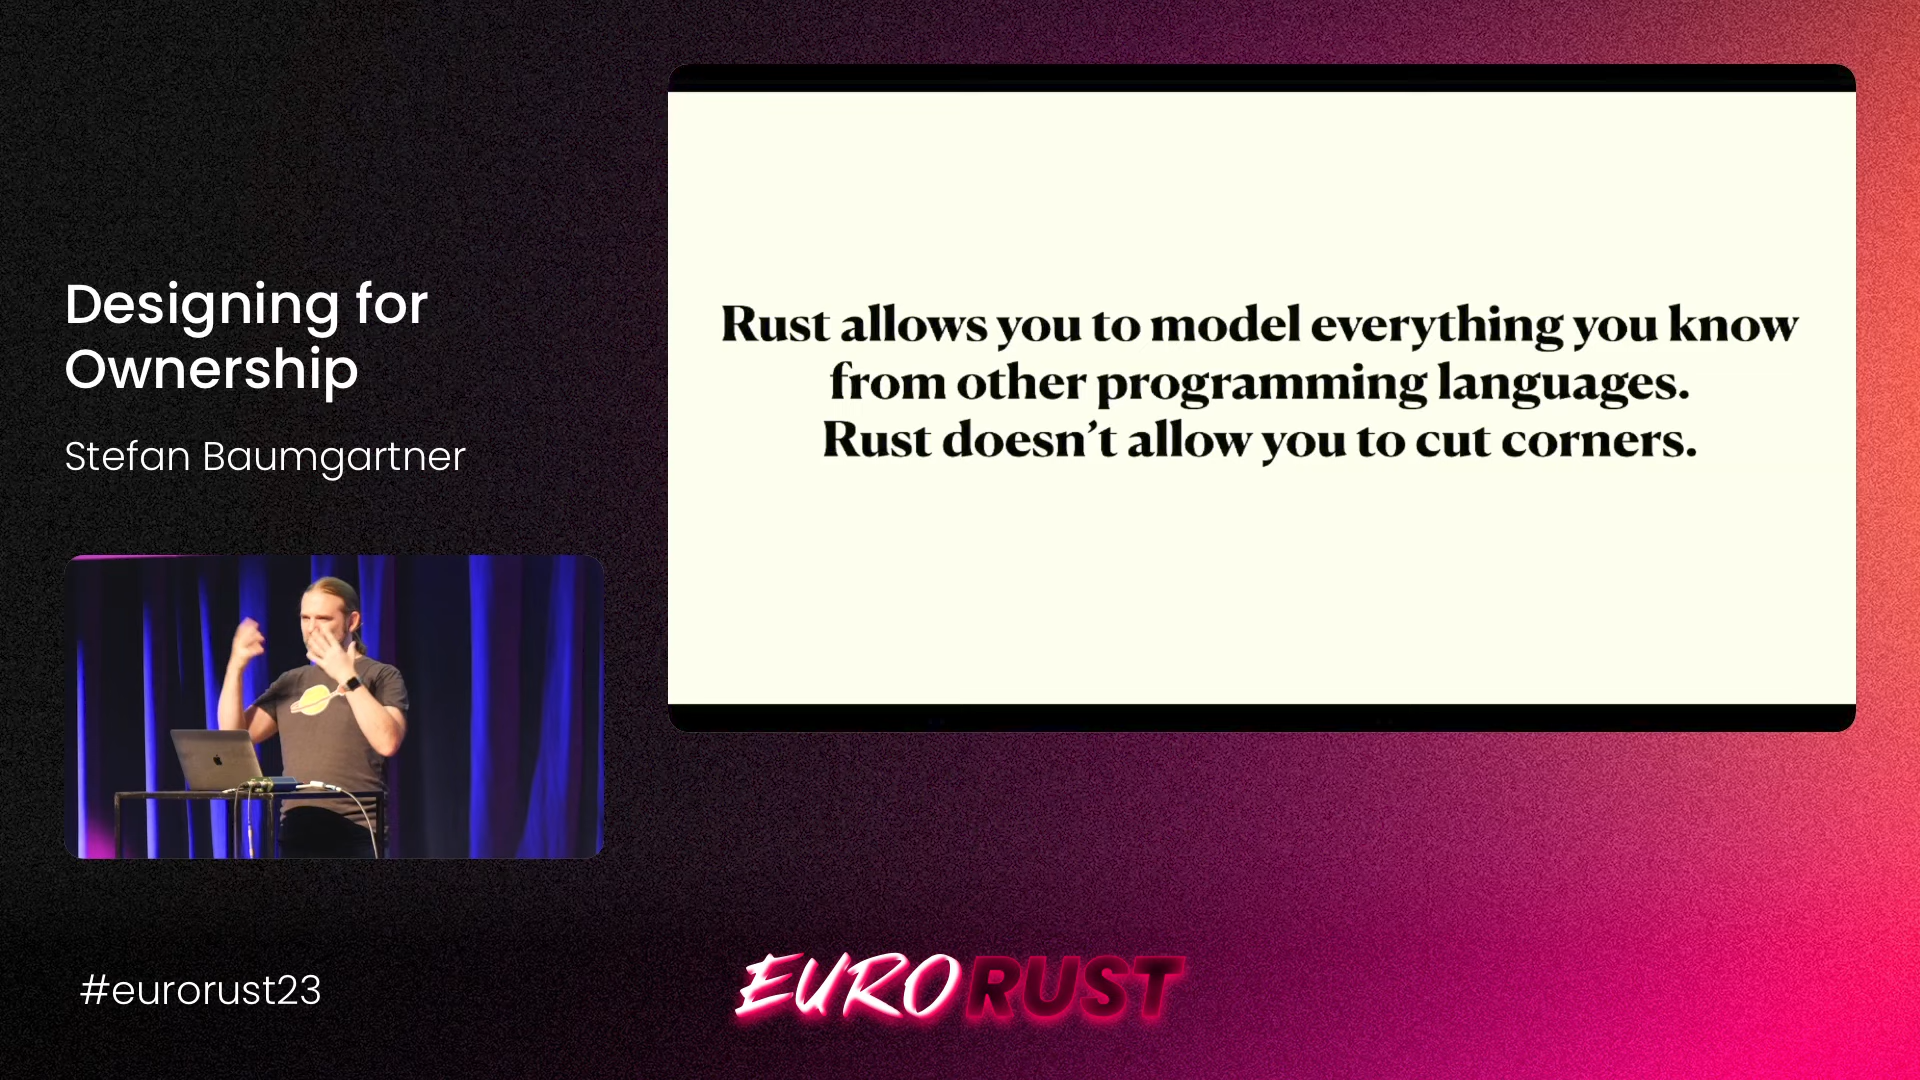 Designing for
Ownership
Stefan Baumgartner
Rust allows you to model everything you know
from other programming languages.
Rust doesn’t allow you to cut corners.
#eurorust23
EURORUST